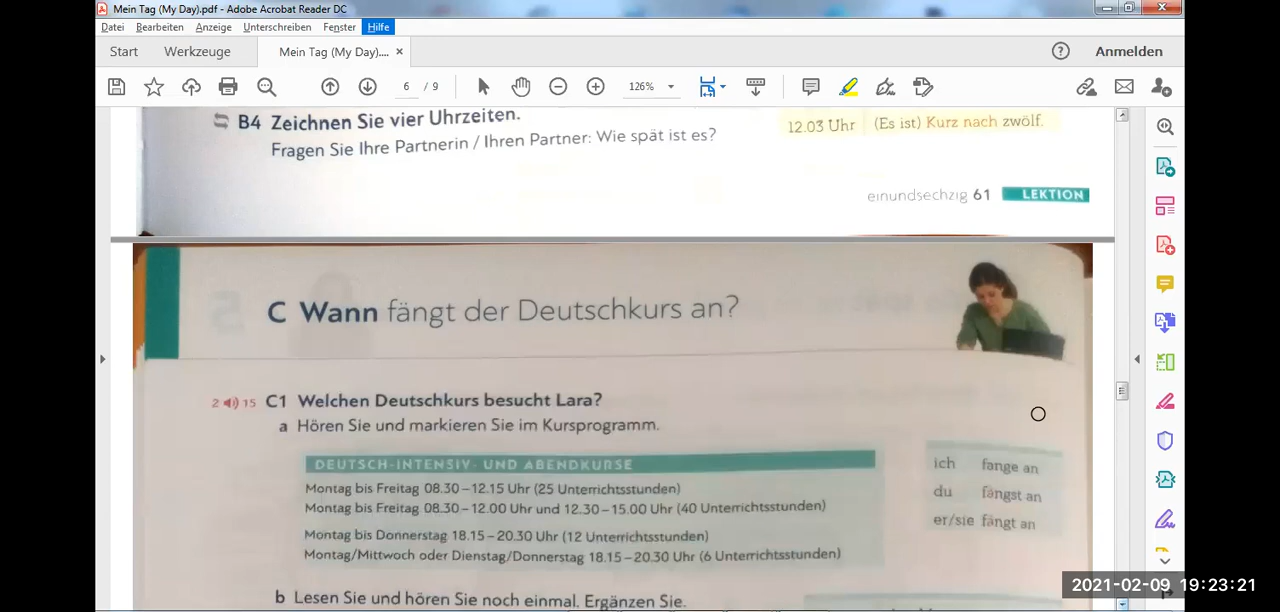 Mein Tag (My Day).pdf - Adobe Acrobat Reader DC
Datei Bearbeiten Anzeige Unterschreiben Fenster Hilfe
Start Werkzeuge Mein Tag (My Day).... × Anmelden
6 / 9 126%
B4 Zeichnen Sie vier Uhrzeiten.
Fragen Sie Ihre Partnerin / Ihren Partner: Wie spät ist es?
12.03 Uhr (Es ist) Kurz nach zwölf.
einundsechzig 61 LEKTION
C Wann fängt der Deutschkurs an?
2 15 C1 Welchen Deutschkurs besucht Lara?
a Hören Sie und markieren Sie im Kursprogramm.
DEUTSCH-INTENSIV- UND ABENDKURSE
Montag bis Freitag 08.30–12.15 Uhr (25 Unterrichtsstunden)
Montag bis Freitag 08.30–12.00 Uhr und 12.30–15.00 Uhr (40 Unterrichtsstunden)
Montag bis Donnerstag 18.15–20.30 Uhr (12 Unterrichtsstunden)
Montag/Mittwoch oder Dienstag/Donnerstag 18.15–20.30 Uhr (6 Unterrichtsstunden)
ich fange an
du fängst an
er/sie fängt an
b Lesen Sie und hören Sie noch einmal. Ergänzen Sie.
2021-02-09 19:23:21